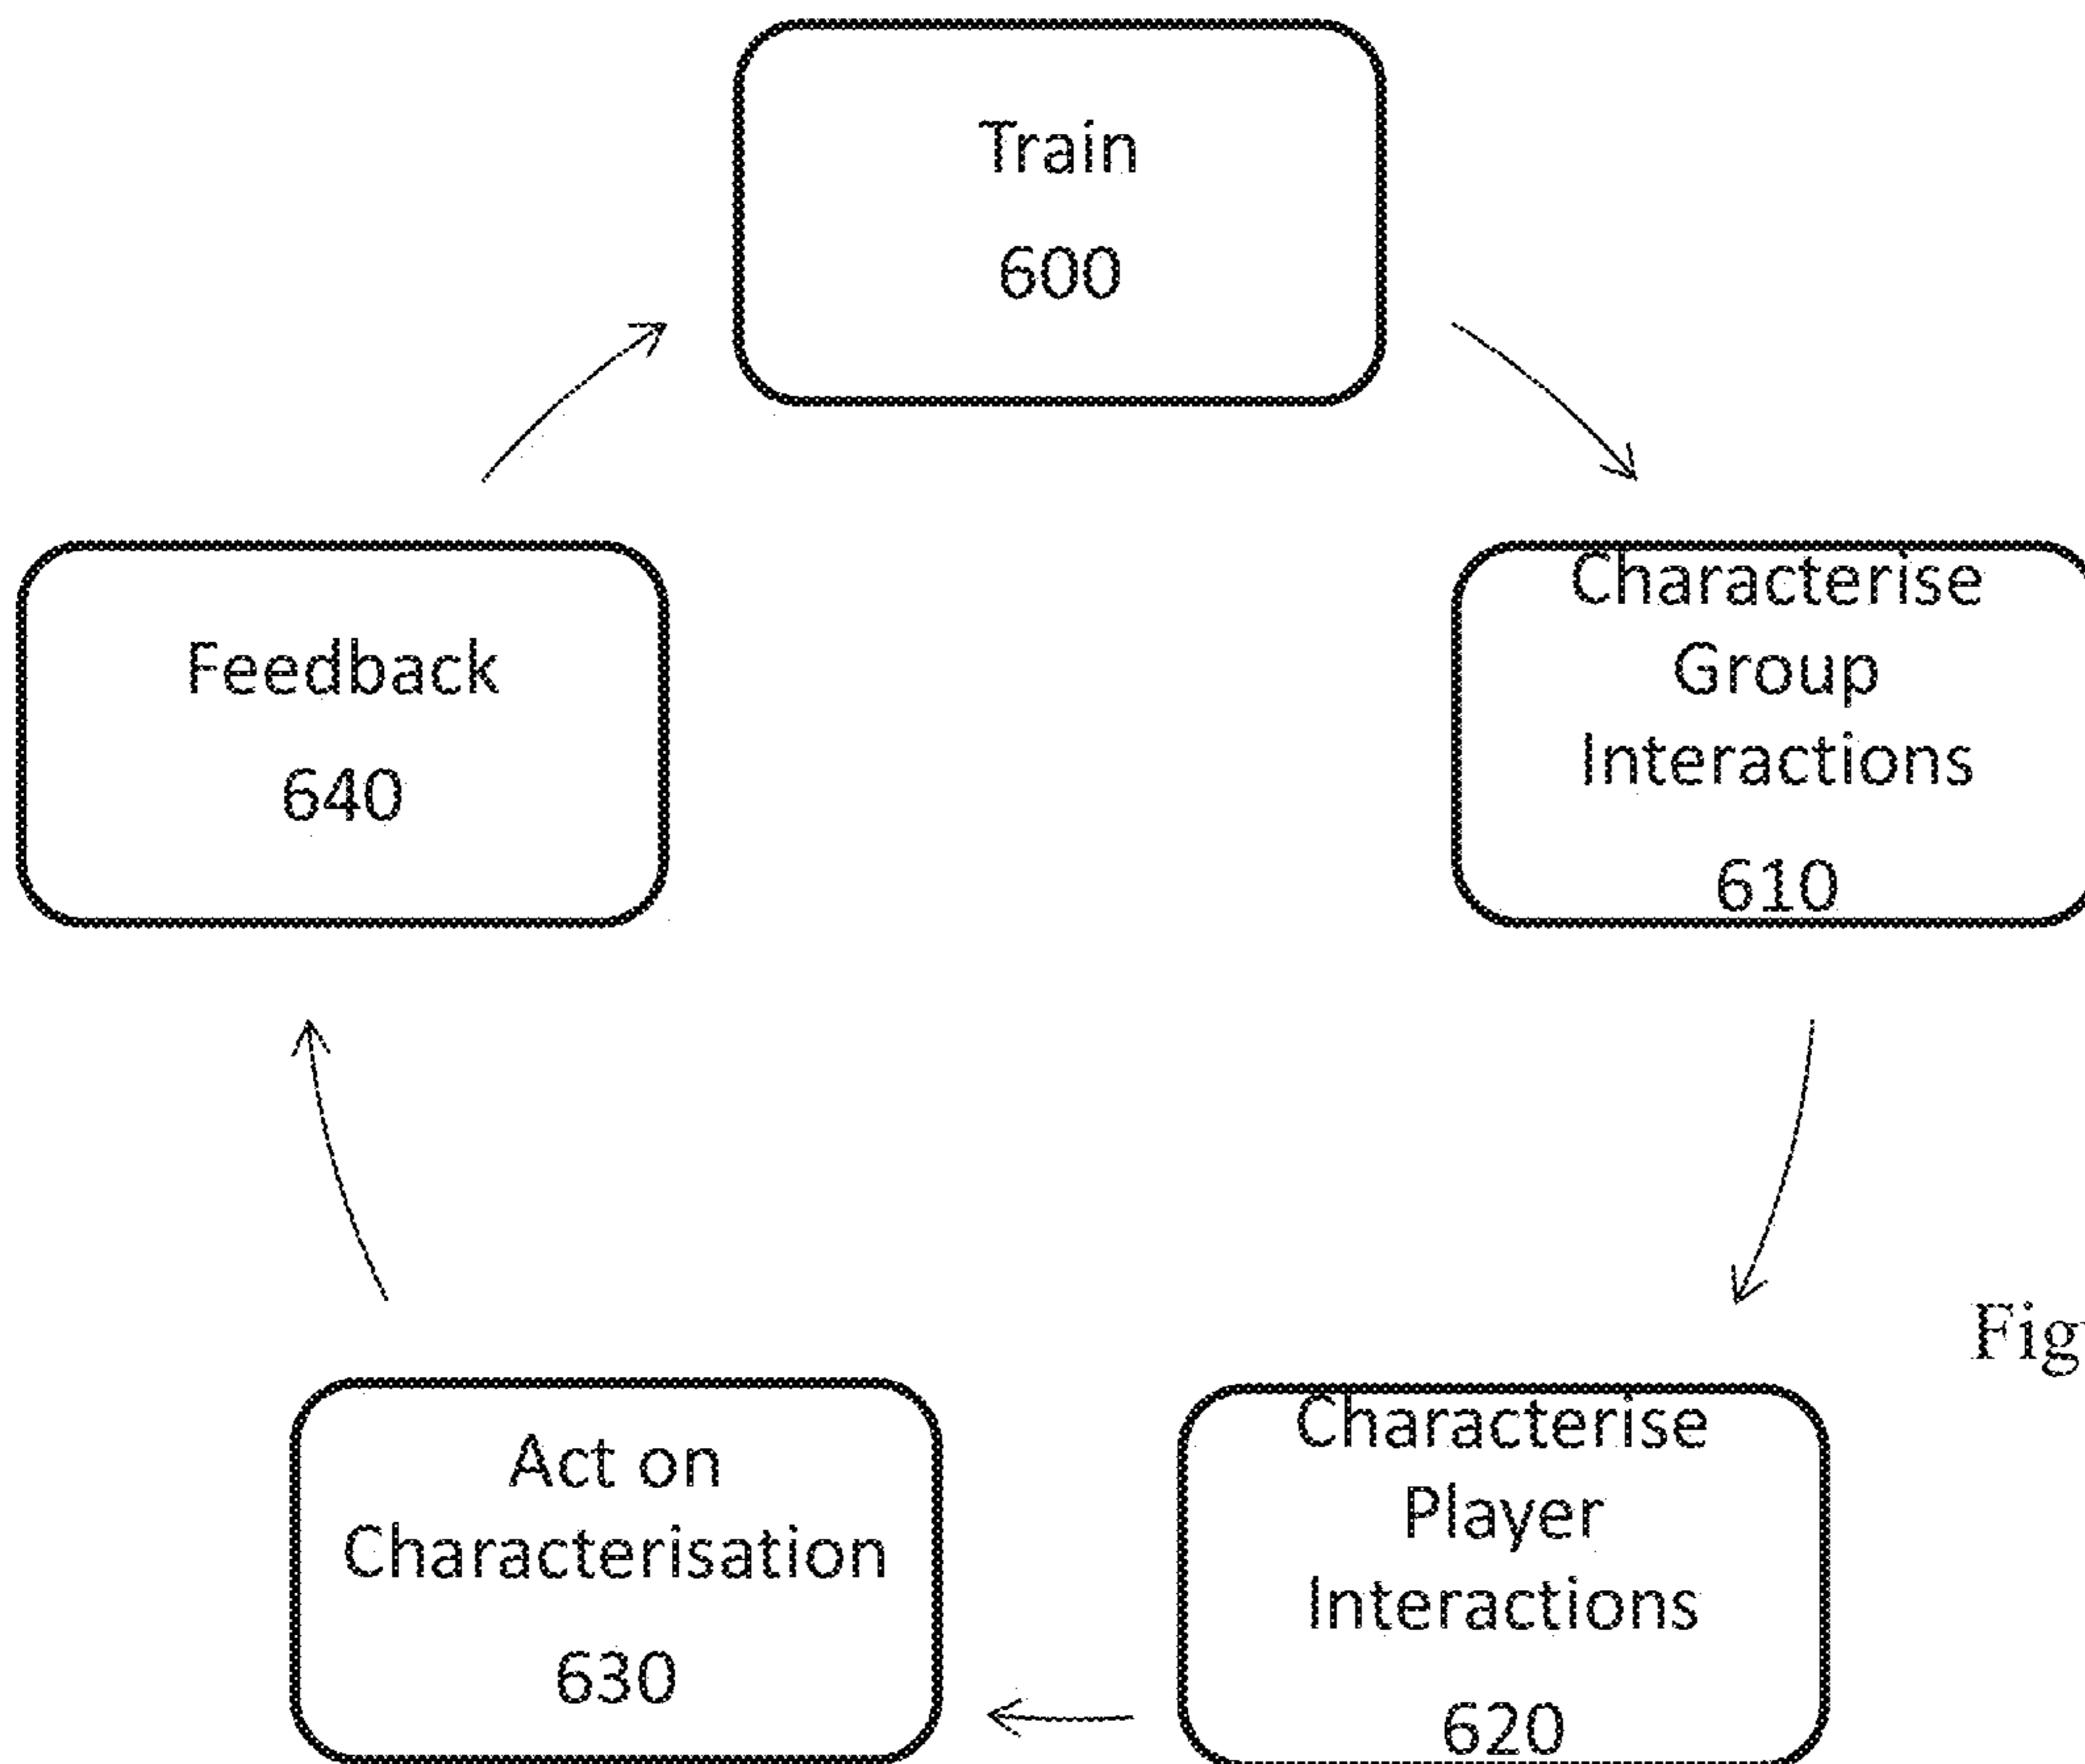 Train
600
Characterise
Group
Interactions
610
Feedback
640
Fig
Act on
Characterisation
630
Characterise
Player
Interactions
620